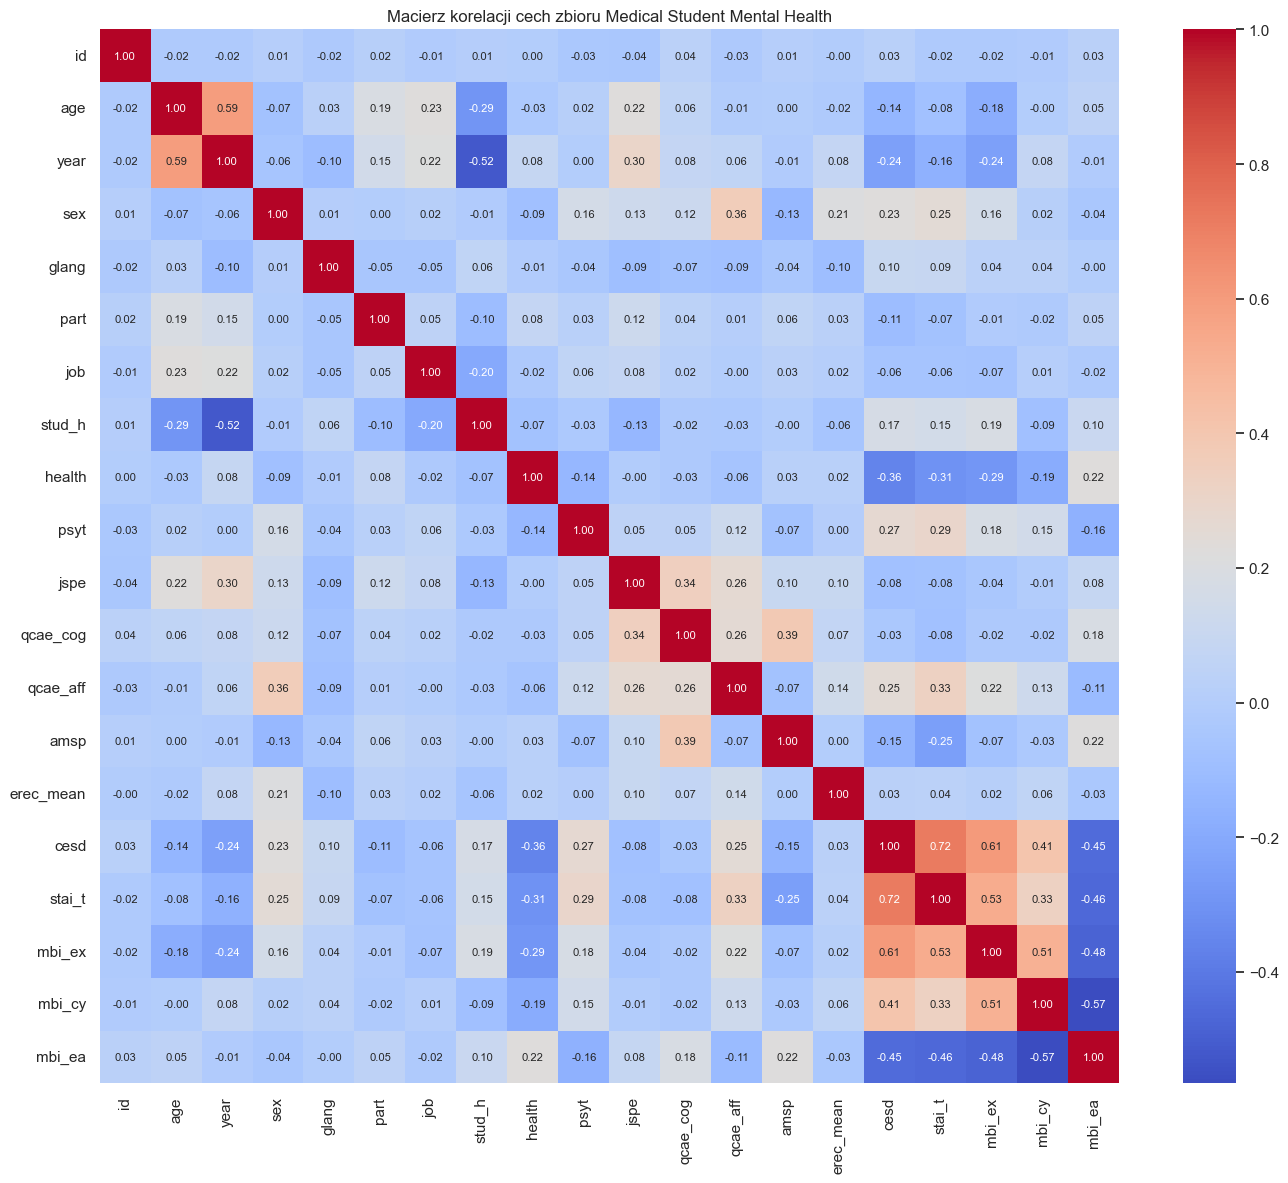 Macierz korelacji cech zbioru Medical Student Mental Health
id 1.00 -0.02 -0.02 0.01 -0.02 0.02 -0.01 0.01 0.00 -0.03 -0.04 0.04 -0.03 0.01 -0.00 0.03 -0.02 -0.02 -0.01 0.03
age -0.02 1.00 0.59 -0.07 0.03 0.19 0.23 -0.29 -0.03 0.02 0.22 0.06 -0.01 0.00 -0.02 -0.14 -0.08 -0.18 -0.00 0.05
year -0.02 0.59 1.00 -0.06 -0.10 0.15 0.22 -0.52 0.08 0.00 0.30 0.08 0.06 -0.01 0.08 -0.24 -0.16 -0.24 0.08 -0.01
sex 0.01 -0.07 -0.06 1.00 0.01 0.00 0.02 -0.01 -0.09 0.16 0.13 0.12 0.36 -0.13 0.21 0.23 0.25 0.16 0.02 -0.04
glang -0.02 0.03 -0.10 0.01 1.00 -0.05 -0.05 0.06 -0.01 -0.04 -0.09 -0.07 -0.09 -0.04 -0.10 0.10 0.09 0.04 0.04 -0.00
part 0.02 0.19 0.15 0.00 -0.05 1.00 0.05 -0.10 0.08 0.03 0.12 0.04 0.01 0.06 0.03 -0.11 -0.07 -0.01 -0.02 0.05
job -0.01 0.23 0.22 0.02 -0.05 0.05 1.00 -0.20 -0.02 0.06 0.08 0.02 -0.00 0.03 0.02 -0.06 -0.06 -0.07 0.01 -0.02
stud_h 0.01 -0.29 -0.52 -0.01 0.06 -0.10 -0.20 1.00 -0.07 -0.03 -0.13 -0.02 -0.03 -0.00 -0.06 0.17 0.15 0.19 -0.09 0.10
health 0.00 -0.03 0.08 -0.09 -0.01 0.08 -0.02 -0.07 1.00 -0.14 -0.00 -0.03 -0.06 0.03 0.02 -0.36 -0.31 -0.29 -0.19 0.22
psyt -0.03 0.02 0.00 0.16 -0.04 0.03 0.06 -0.03 -0.14 1.00 0.05 0.05 0.12 -0.07 0.00 0.27 0.29 0.18 0.15 -0.16
jspe -0.04 0.22 0.30 0.13 -0.09 0.12 0.08 -0.13 -0.00 0.05 1.00 0.34 0.26 0.10 0.10 -0.08 -0.08 -0.04 -0.01 0.08
qcae_cog 0.04 0.06 0.08 0.12 -0.07 0.04 0.02 -0.02 -0.03 0.05 0.34 1.00 0.26 0.39 0.07 -0.03 -0.08 -0.02 -0.02 0.18
qcae_aff -0.03 -0.01 0.06 0.36 -0.09 0.01 -0.00 -0.03 -0.06 0.12 0.26 0.26 1.00 -0.07 0.14 0.25 0.33 0.22 0.13 -0.11
amsp 0.01 0.00 -0.01 -0.13 -0.04 0.06 0.03 -0.00 0.03 -0.07 0.10 0.39 -0.07 1.00 0.00 -0.15 -0.25 -0.07 -0.03 0.22
erec_mean -0.00 -0.02 0.08 0.21 -0.10 0.03 0.02 -0.06 0.02 0.00 0.10 0.07 0.14 0.00 1.00 0.03 0.04 0.02 0.06 -0.03
cesd 0.03 -0.14 -0.24 0.23 0.10 -0.11 -0.06 0.17 -0.36 0.27 -0.08 -0.03 0.25 -0.15 0.03 1.00 0.72 0.61 0.41 -0.45
stai_t -0.02 -0.08 -0.16 0.25 0.09 -0.07 -0.06 0.15 -0.31 0.29 -0.08 -0.08 0.33 -0.25 0.04 0.72 1.00 0.53 0.33 -0.46
mbi_ex -0.02 -0.18 -0.24 0.16 0.04 -0.01 -0.07 0.19 -0.29 0.18 -0.04 -0.02 0.22 -0.07 0.02 0.61 0.53 1.00 0.51 -0.48
mbi_cy -0.01 -0.00 0.08 0.02 0.04 -0.02 0.01 -0.09 -0.19 0.15 -0.01 -0.02 0.13 -0.03 0.06 0.41 0.33 0.51 1.00 -0.57
mbi_ea 0.03 0.05 -0.01 -0.04 -0.00 0.05 -0.02 0.10 0.22 -0.16 0.08 0.18 -0.11 0.22 -0.03 -0.45 -0.46 -0.48 -0.57 1.00
id age year sex glang part job stud_h health psyt jspe qcae_cog qcae_aff amsp erec_mean cesd stai_t mbi_ex mbi_cy mbi_ea
1.0
0.8
0.6
0.4
0.2
0.0
−0.2
−0.4